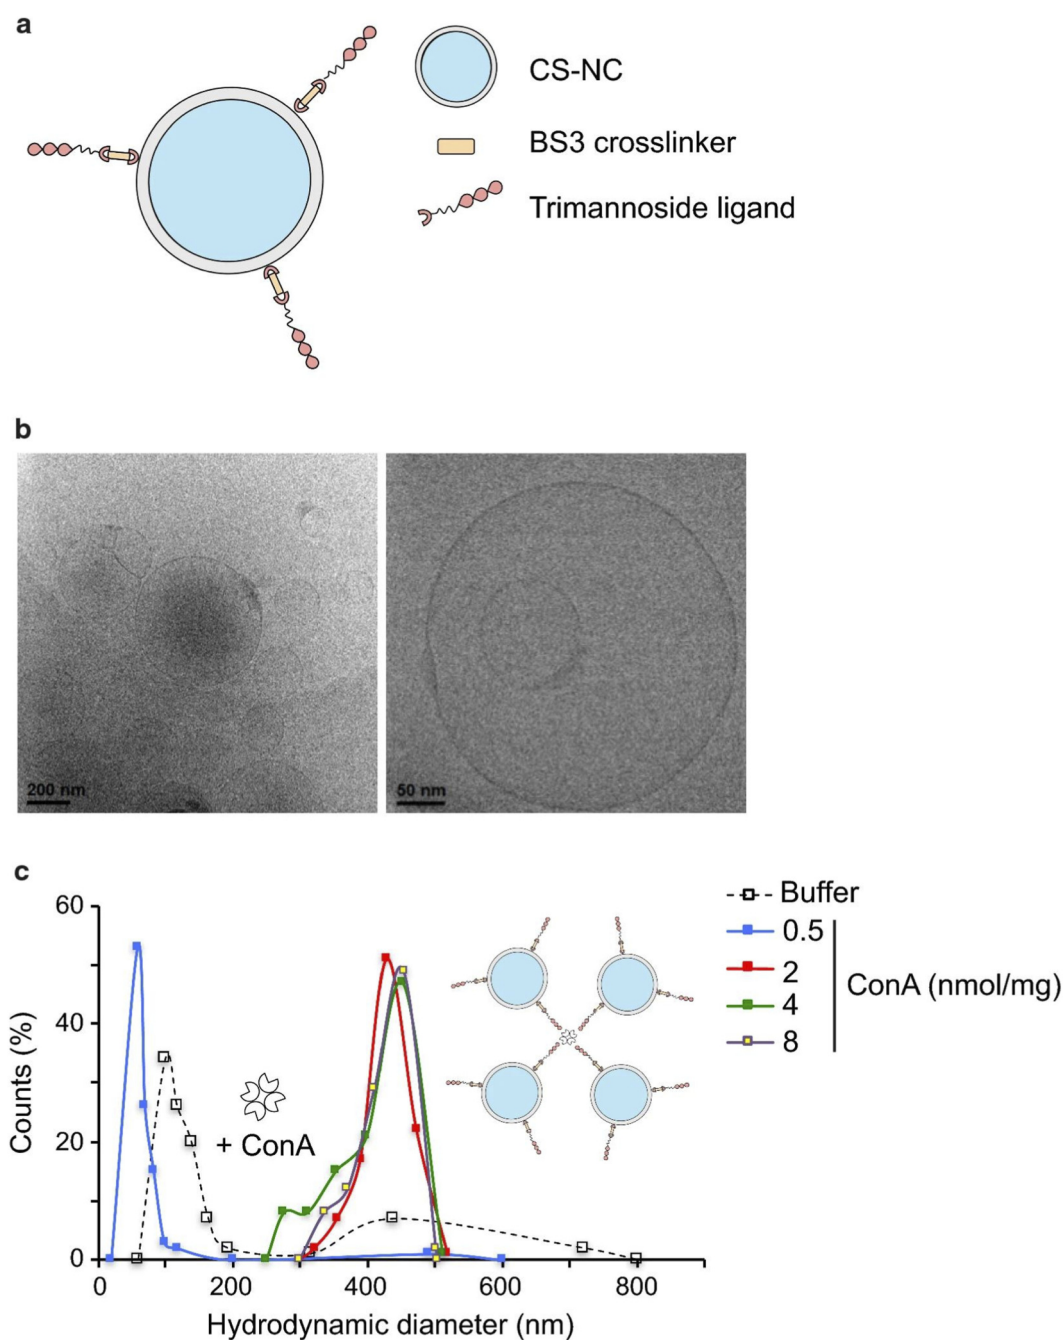 a
CS-NC
BS3 crosslinker
Trimannoside ligand
b
200 nm
50 nm
c
Counts (%)
60
40
20
0
0 200 400 600 800
Hydrodynamic diameter (nm)
+ ConA
Buffer
0.5
2
4
8
ConA (nmol/mg)